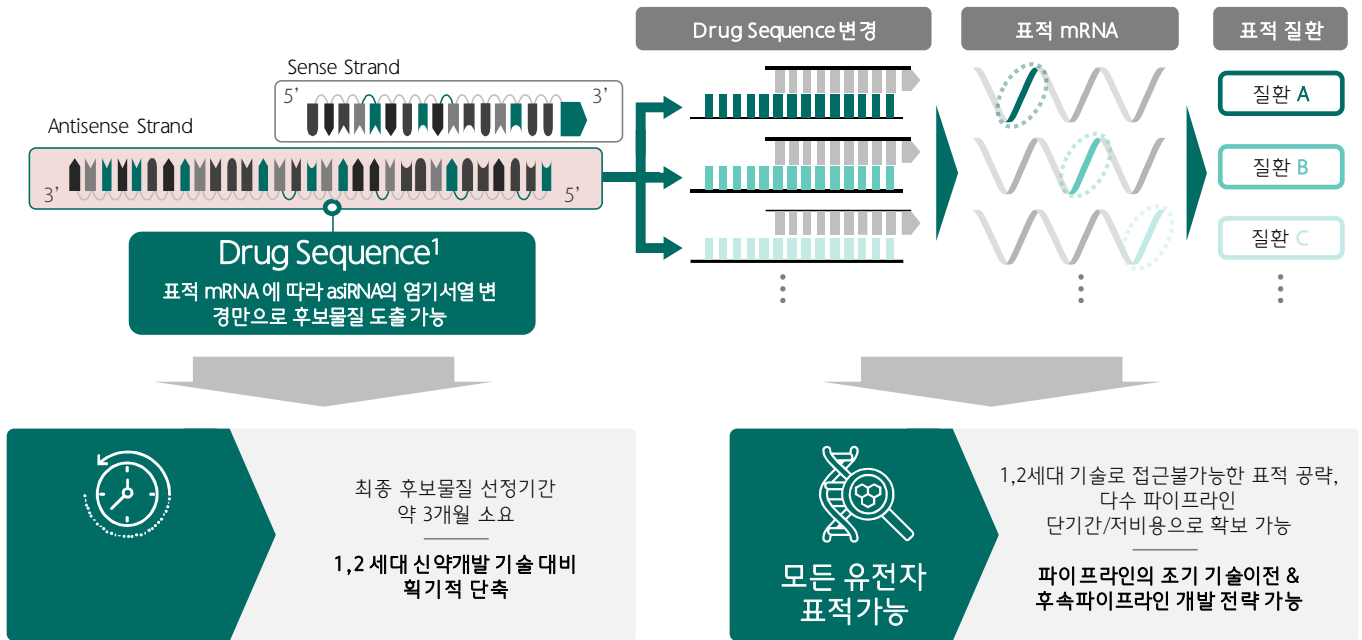 Drug Sequence 변경
표적 mRNA
표적 질환
Sense Strand
5’
3’
Antisense Strand
3’
5’
질환 A
질환 B
질환 C
Drug Sequence¹
표적 mRNA 에 따라 asiRNA의 염기서열 변
경만으로 후보물질 도출 가능
최종 후보물질 선정기간
약 3개월 소요
1,2 세대 신약개발 기술 대비
획기적 단축
모든 유전자
표적가능
1,2세대 기술로 접근불가능한 표적 공략,
다수 파이프라인
단기간/저비용으로 확보 가능
파이프라인의 조기 기술이전 &
후속파이프라인 개발 전략 가능